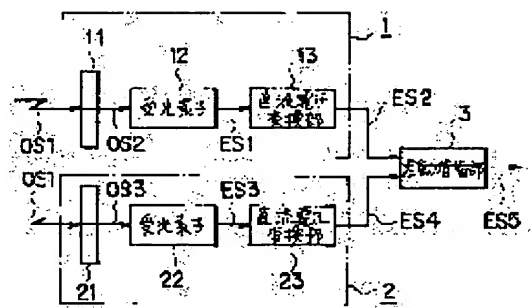 11
12
13
1
受光素子
直流電圧
変換部
ES2
3
OS1
OS2
ES1
差動増幅部
OS1
OS3
ES3
ES4
ES5
受光素子
直流電圧
変換部
21
22
23
2